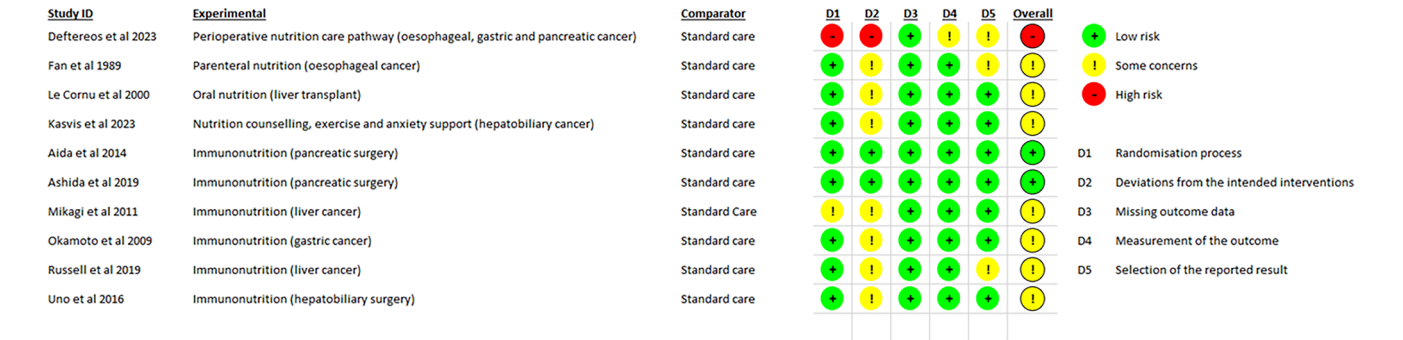 Study ID Experimental Comparator D1 D2 D3 D4 D5 Overall
Deftereos et al 2023 Perioperative nutrition care pathway (oesophageal, gastric and pancreatic cancer) Standard care - - + ! ! - + Low risk
Fan et al 1989 Parenteral nutrition (oesophageal cancer) Standard care + ! + + ! ! ! Some concerns
Le Cornu et al 2000 Oral nutrition (liver transplant) Standard care + ! + + + ! - High risk
Kasvis et al 2023 Nutrition counselling, exercise and anxiety support (hepatobiliary cancer) Standard care + ! + + + !
Aida et al 2014 Immunonutrition (pancreatic surgery) Standard care + + + + + + D1 Randomisation process
Ashida et al 2019 Immunonutrition (pancreatic surgery) Standard care + + + + + + D2 Deviations from the intended interventions
Mikagi et al 2011 Immunonutrition (liver cancer) Standard Care ! ! + + + ! D3 Missing outcome data
Okamoto et al 2009 Immunonutrition (gastric cancer) Standard care + ! + + + ! D4 Measurement of the outcome
Russell et al 2019 Immunonutrition (liver cancer) Standard care + ! + + ! ! D5 Selection of the reported result
Uno et al 2016 Immunonutrition (hepatobiliary surgery) Standard care + ! + + + !